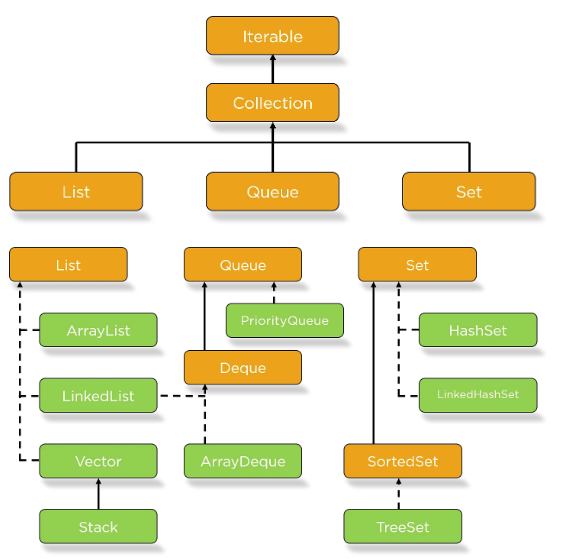 Iterable
Collection
List
Queue
Set
List
Queue
Set
ArrayList
PriorityQueue
HashSet
Deque
LinkedList
LinkedHashSet
Vector
ArrayDeque
SortedSet
Stack
TreeSet